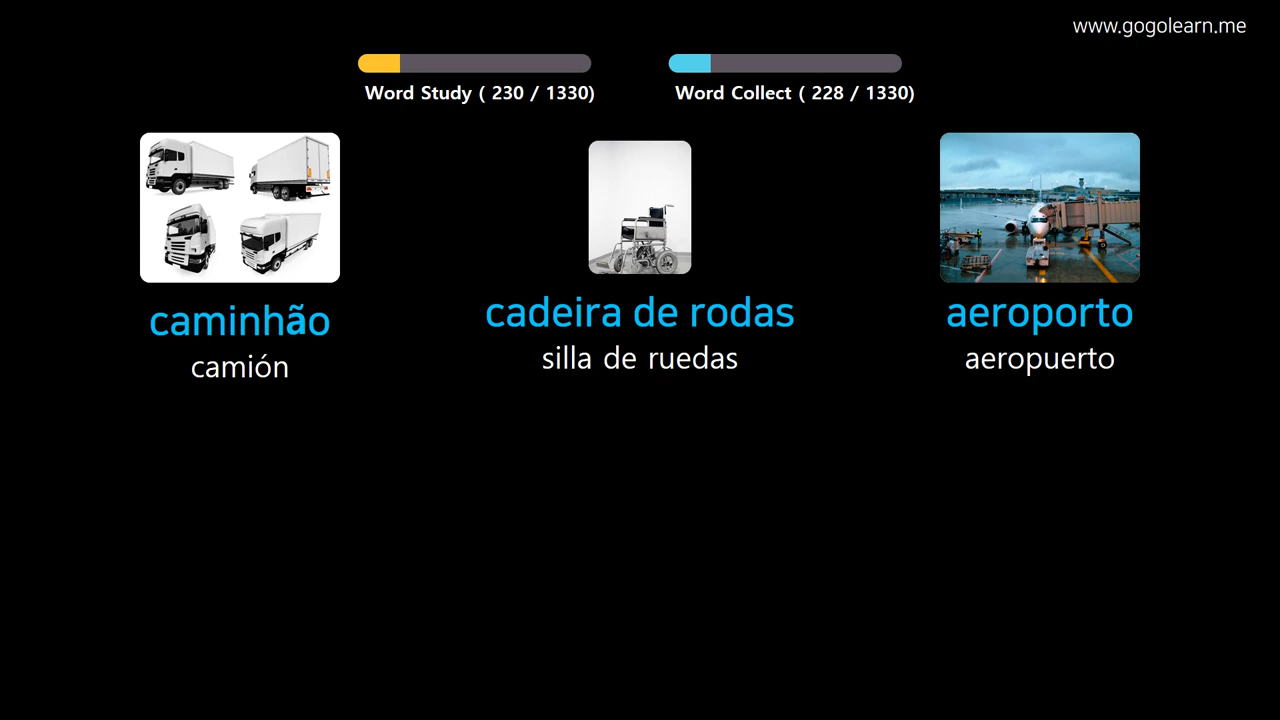 www.gogolearn.me
Word Study ( 230 / 1330)
Word Collect ( 228 / 1330)
caminhão
camión
cadeira de rodas
silla de ruedas
aeroporto
aeropuerto